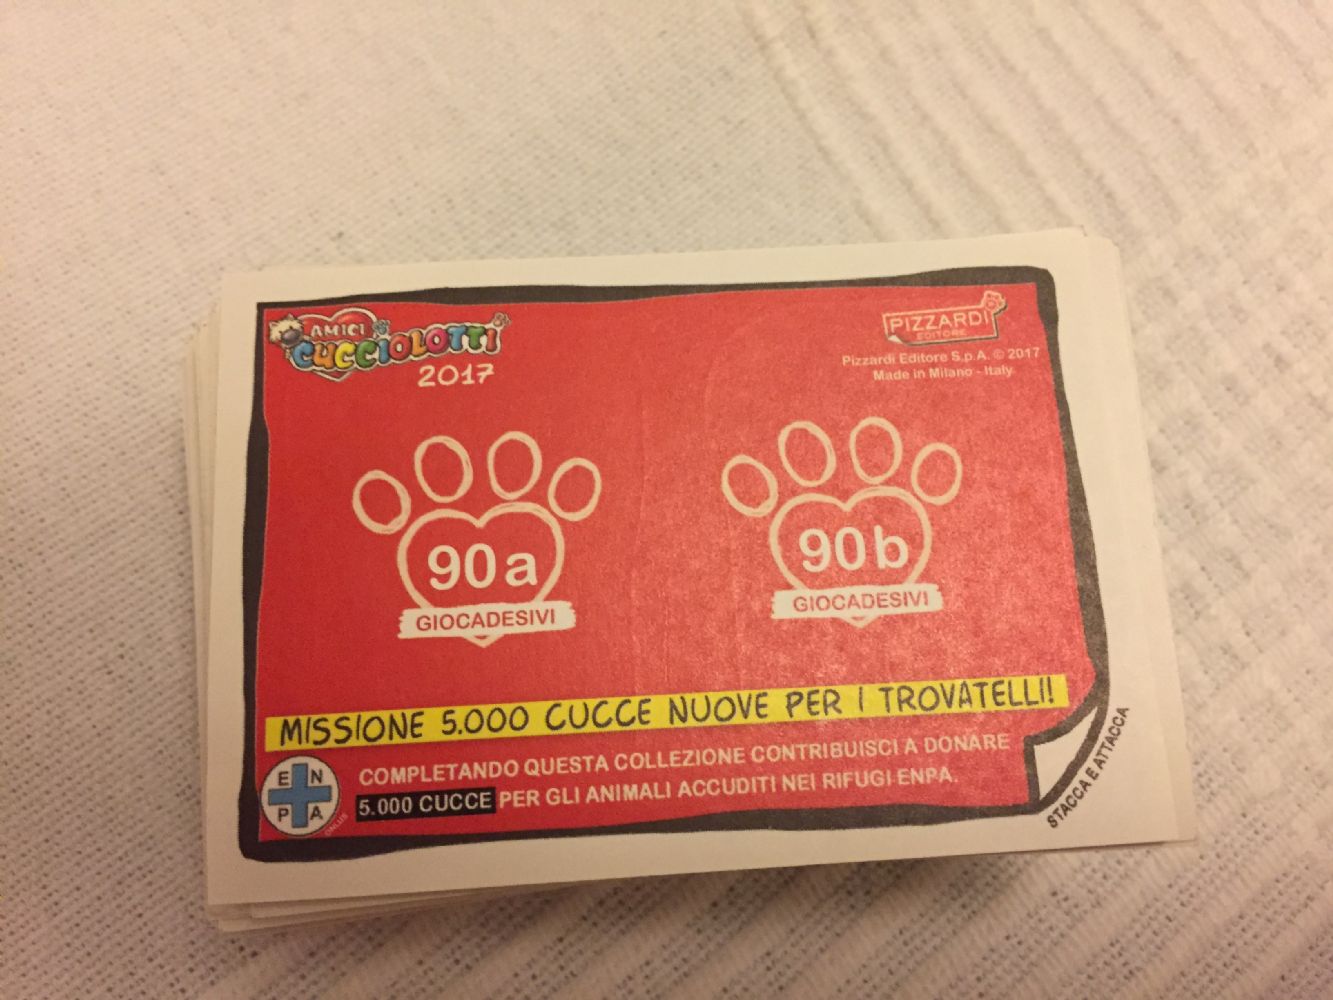 AMICI
CUCCIOLOTTI
2017
PIZZARDI
EDITORE
Pizzardi Editore S.p.A. © 2017
Made in Milano - Italy
90a
GIOCADESIVI
90b
GIOCADESIVI
MISSIONE 5.000 CUCCE NUOVE PER I TROVATELLI!
COMPLETANDO QUESTA COLLEZIONE CONTRIBUISCI A DONARE
5.000 CUCCE PER GLI ANIMALI ACCUDITI NEI RIFUGI ENPA.
E N
P A
ONLUS
STACCA E ATTACCA